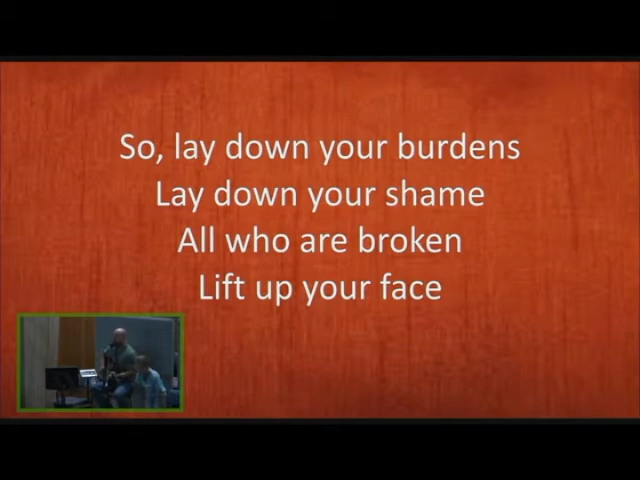 So, lay down your burdens
Lay down your shame
All who are broken
Lift up your face